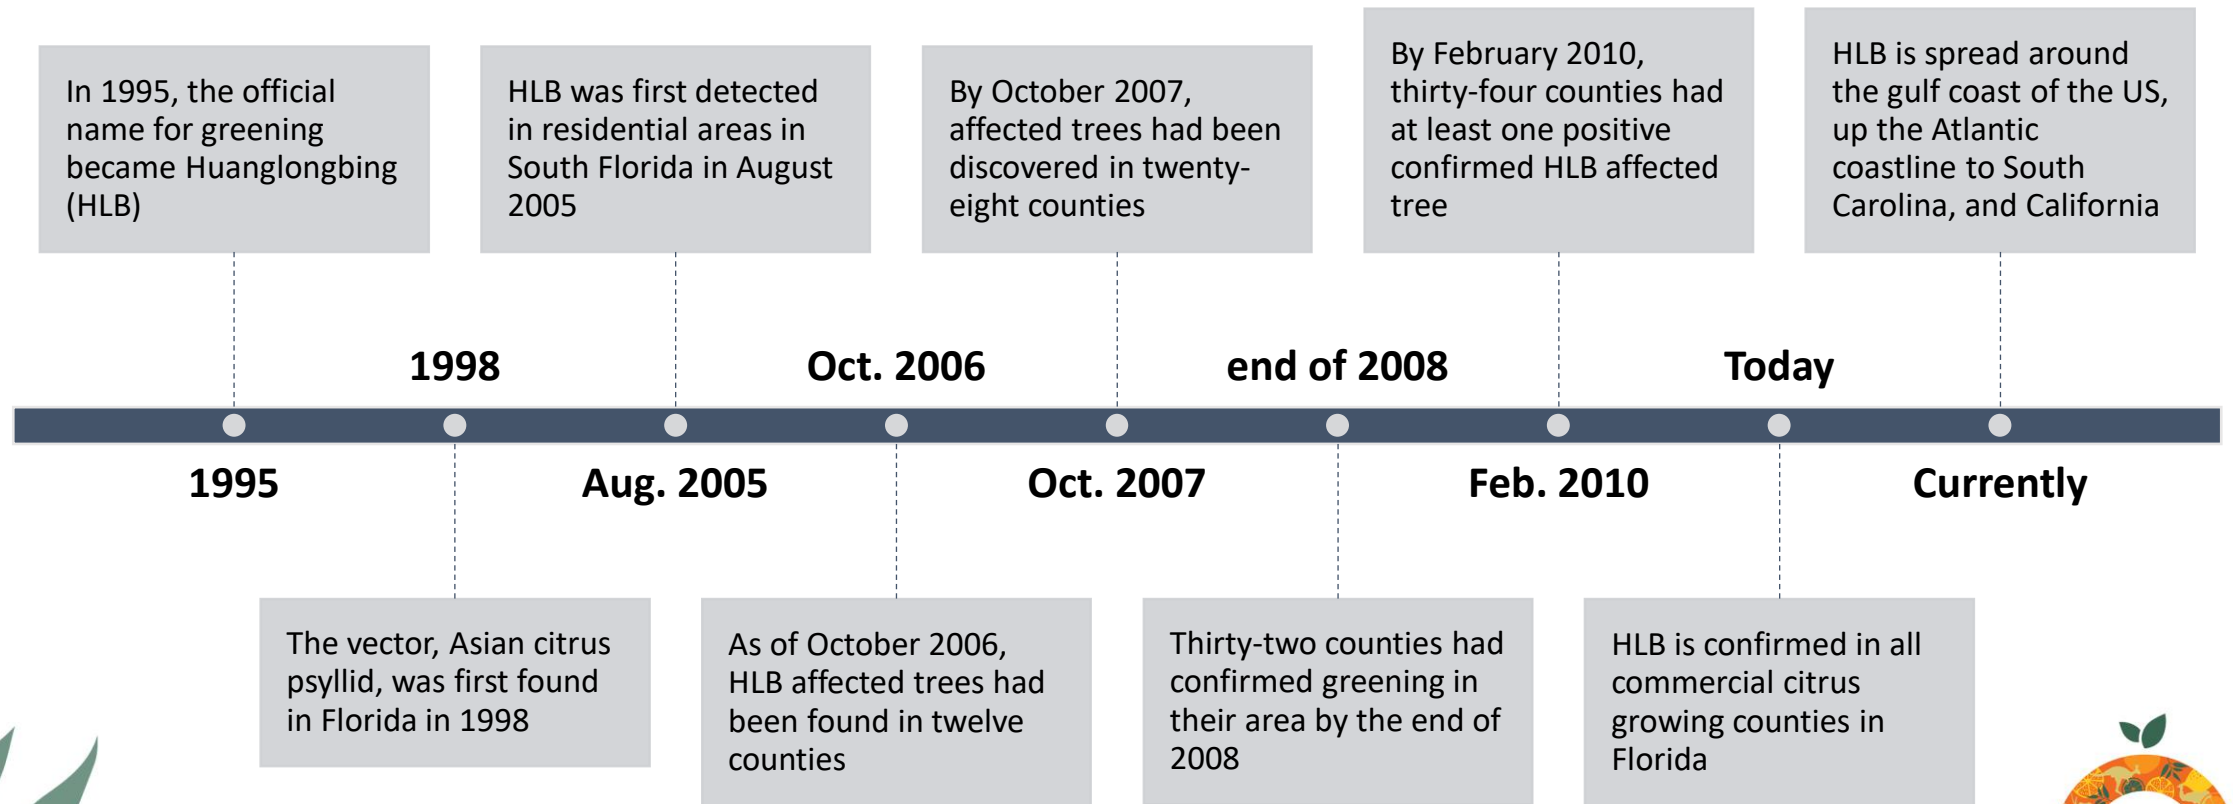 In 1995, the official
name for greening
became Huanglongbing
(HLB)
HLB was first detected
in residential areas in
South Florida in August
2005
By October 2007,
affected trees had been
discovered in twenty-
eight counties
By February 2010,
thirty-four counties had
at least one positive
confirmed HLB affected
tree
HLB is spread around
the gulf coast of the US,
up the Atlantic
coastline to South
Carolina, and California
1998
Oct. 2006
end of 2008
Today
1995
Aug. 2005
Oct. 2007
Feb. 2010
Currently
The vector, Asian citrus
psyllid, was first found
in Florida in 1998
As of October 2006,
HLB affected trees had
been found in twelve
counties
Thirty-two counties had
confirmed greening in
their area by the end of
2008
HLB is confirmed in all
commercial citrus
growing counties in
Florida